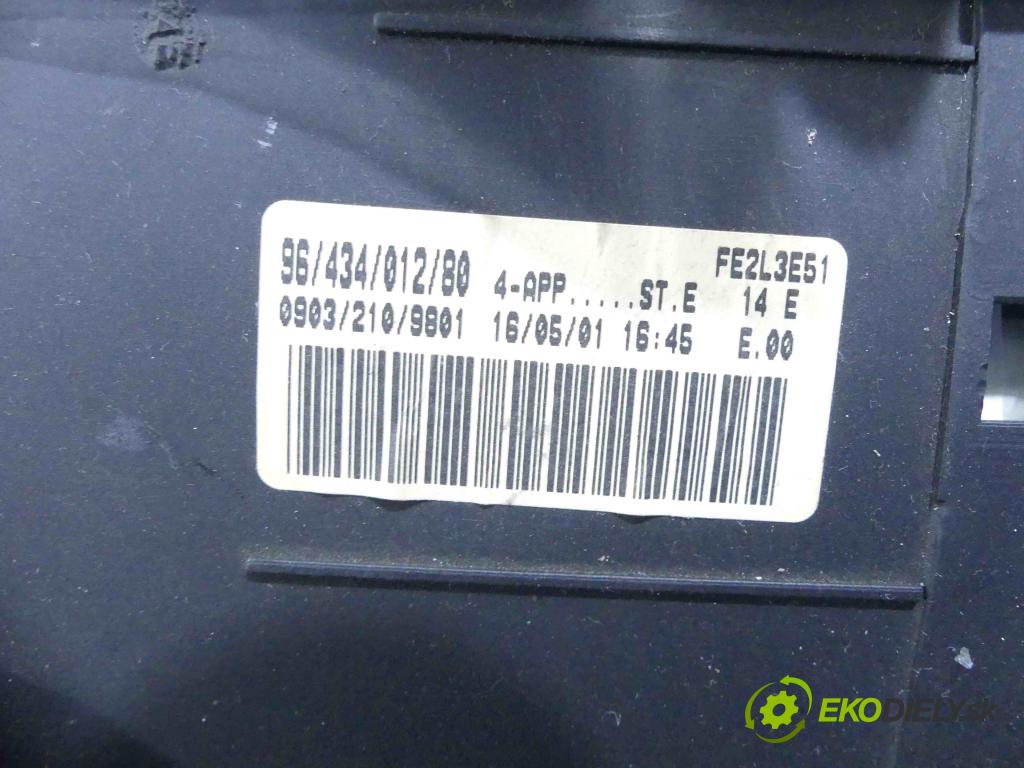 96/434/012/80 4-APP.....ST.E FE2L3E51
14 E
0903/210/9801 16/05/01 16:45 E.00
EKODIELY.sk